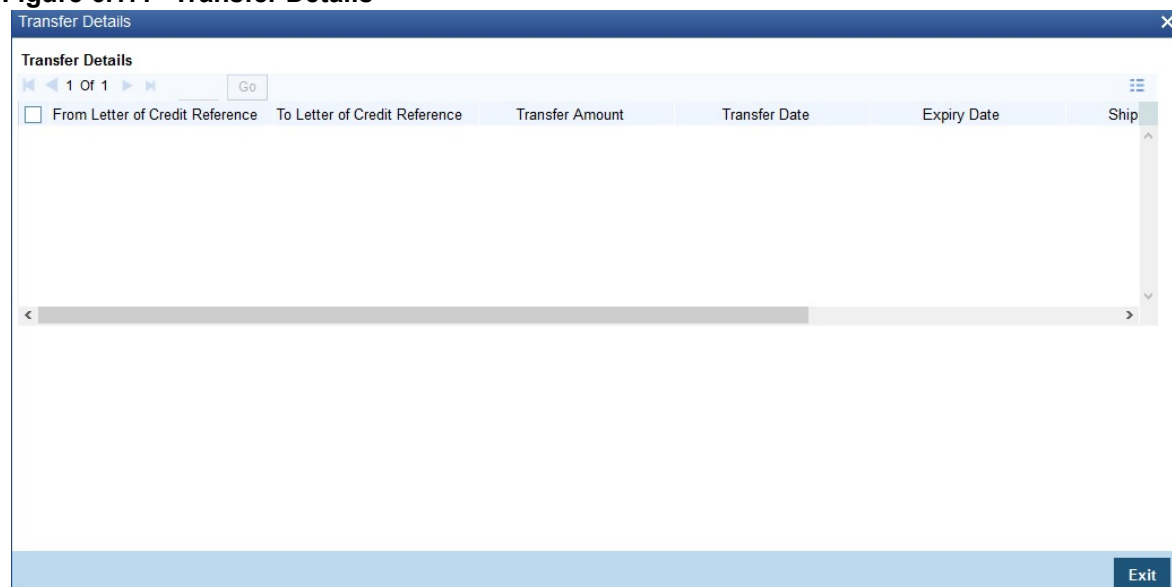 Transfer Details
Transfer Details
1 Of 1 Go
From Letter of Credit Reference To Letter of Credit Reference Transfer Amount Transfer Date Expiry Date Ship
Exit